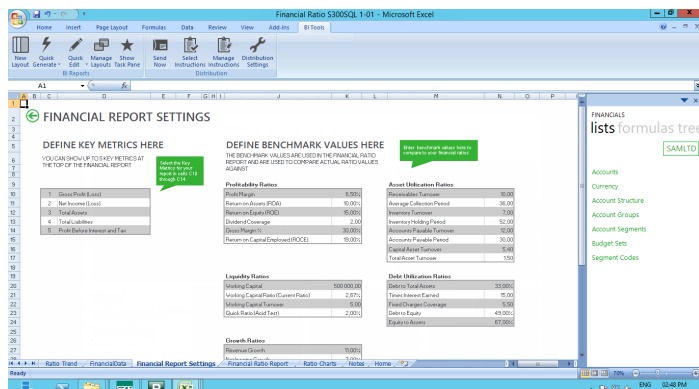 Financial Ratio S300SQL 1-01 - Microsoft Excel
Home Insert Page Layout Formulas Data Review View Add-Ins BI Tools
New Layout Quick Generate Quick Edit Manage Layouts Show Task Pane Send Now Select Instructions Manage Instructions Distribution Settings
BI Reports Distribution
A1 fx
A B C D E F G H I J K L M N O P
FINANCIAL REPORT SETTINGS
DEFINE KEY METRICS HERE
YOU CAN SHOW UP TO 5 KEY METRICS AT
THE TOP OF THE FINANCIAL REPORT
Select the Key
Metrics for your
report in cells C10
through C14.
1 Gross Profit (Loss)
2 Net Income (Loss)
3 Total Assets
4 Total Liabilities
5 Profit Before Interest and Tax
DEFINE BENCHMARK VALUES HERE
THE BENCHMARK VALUES ARE USED IN THE FINANCIAL RATIO
REPORT AND ARE USED TO COMPARE ACTUAL RATIO VALUES
AGAINST
Enter benchmark values here to
compare to your financial ratios
Profitability Ratios
Profit Margin 8,50%
Return on Assets (ROA) 10,00%
Return on Equity (ROE) 15,00%
Dividend Coverage 2,00
Gross Margin % 30,00%
Return on Capital Employed (ROCE) 19,00%
Asset Utilization Ratios
Receivables Turnover 10,00
Average Collection Period 36,00
Inventory Turnover 7,00
Inventory Holding Period 52,00
Accounts Payable Turnover 12,00
Accounts Payable Period 30,00
Capital Asset Turnover 5,40
Total Asset Turnover 1,50
Liquidity Ratios
Working Capital 500 000,00
Working Capital Ratio (Current Ratio) 2,67%
Working Capital Turnover 5,00
Quick Ratio (Acid Test) 2,00%
Debt Utilization Ratios
Debt to Total Assets 33,00%
Times Interest Earned 15,00
Fixed Charges Coverage 5,50
Debt to Equity 49,00%
Equity to Assets 67,00%
Growth Ratios
Revenue Growth 11,00%
FINANCIALS
lists formulas tree
SAMLTD
Accounts
Currency
Account Structure
Account Groups
Account Segments
Budget Sets
Segment Codes
Ratio Trend FinancialData Financial Report Settings Financial Ratio Report Ratio Charts Notes Home
Ready 70%
ENG 02:48 PM